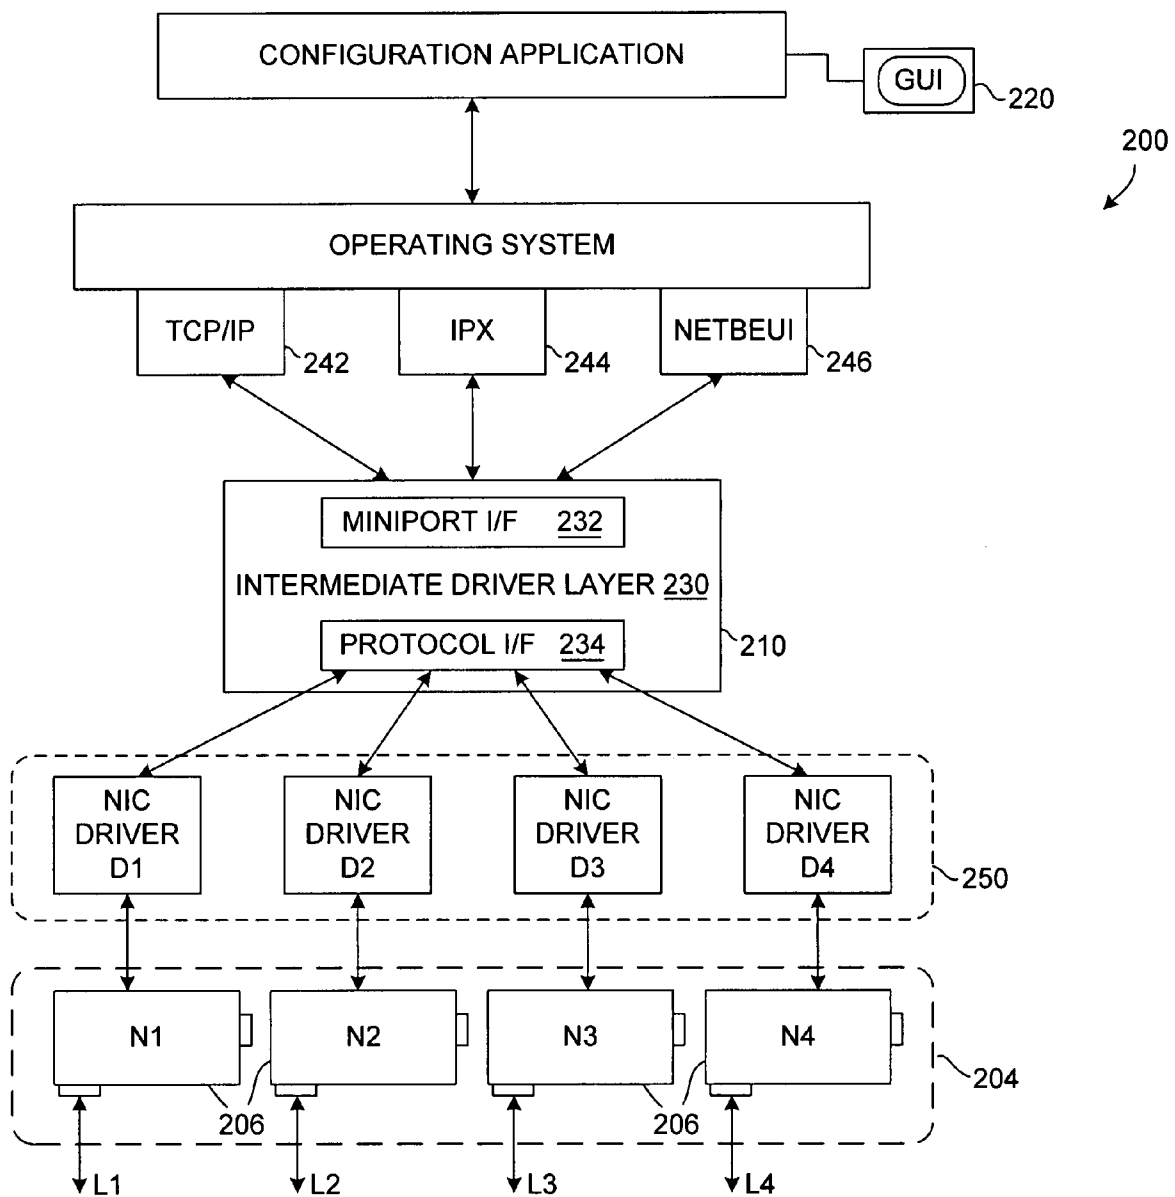 CONFIGURATION APPLICATION
GUI
220
200
OPERATING SYSTEM
TCP/IP
242
IPX
244
NETBEUI
246
MINIPORT I/F 232
INTERMEDIATE DRIVER LAYER 230
PROTOCOL I/F 234
210
NIC
DRIVER
D1
NIC
DRIVER
D2
NIC
DRIVER
D3
NIC
DRIVER
D4
250
N1
N2
N3
N4
204
206
206
L1
L2
L3
L4